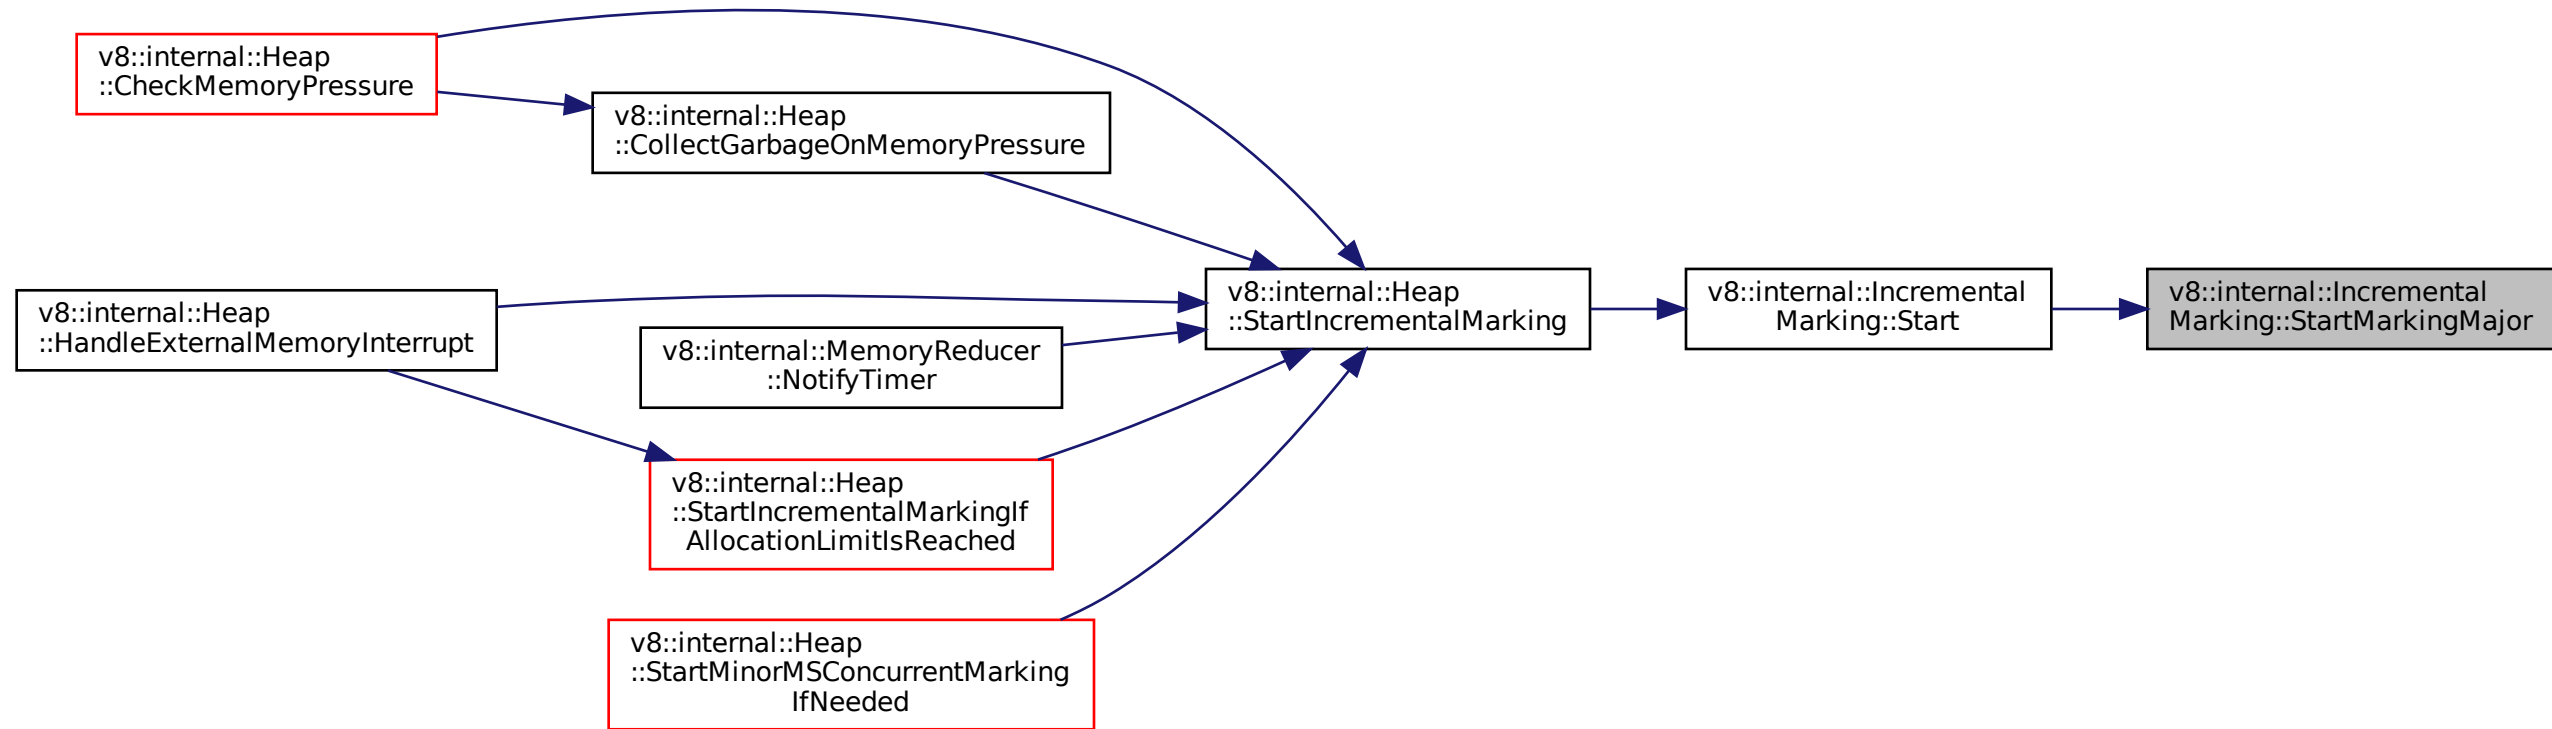 v8::internal::Heap
::CheckMemoryPressure
v8::internal::Heap
::CollectGarbageOnMemoryPressure
v8::internal::Heap
::HandleExternalMemoryInterrupt
v8::internal::MemoryReducer
::NotifyTimer
v8::internal::Heap
::StartIncrementalMarkingIf
AllocationLimitIsReached
v8::internal::Heap
::StartMinorMSConcurrentMarking
IfNeeded
v8::internal::Heap
::StartIncrementalMarking
v8::internal::Incremental
Marking::Start
v8::internal::Incremental
Marking::StartMarkingMajor